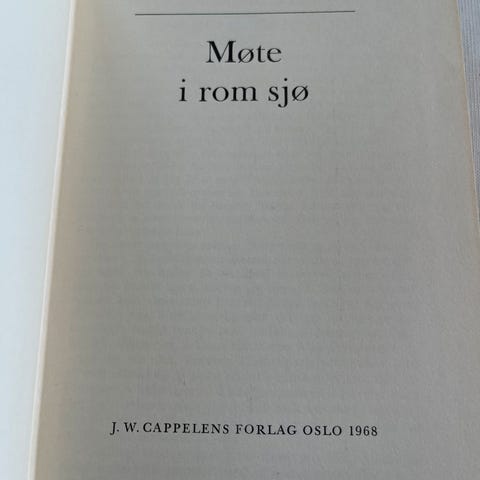 Møte
i rom sjø
J. W. CAPPELENS FORLAG OSLO 1968